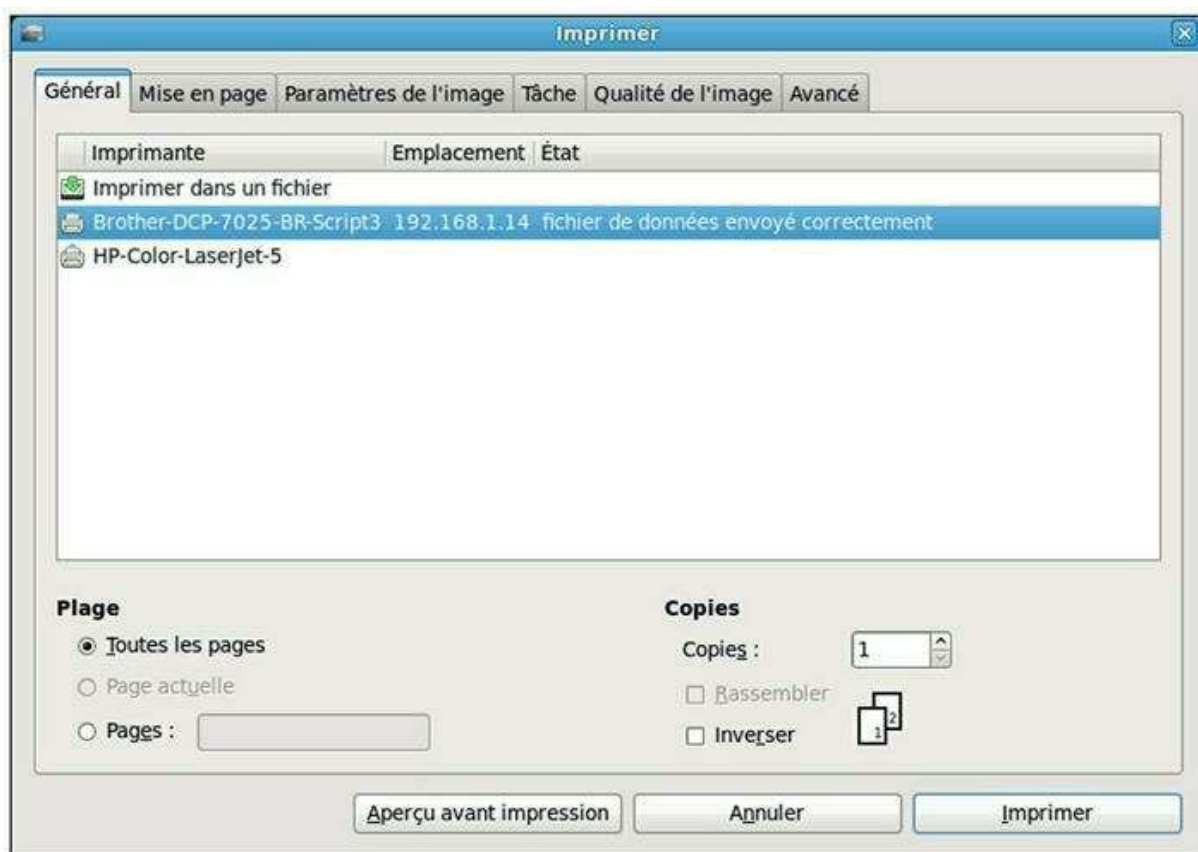 Imprimer
Général Mise en page Paramètres de l'image Tâche Qualité de l'image Avancé
Imprimante Emplacement État
Imprimer dans un fichier
Brother-DCP-7025-BR-Script3 192.168.1.14 fichier de données envoyé correctement
HP-Color-LaserJet-5
Plage
Toutes les pages
Page actuelle
Pages :
Copies
Copies : 1
Rassembler
Inverser
1 2
Aperçu avant impression Annuler Imprimer